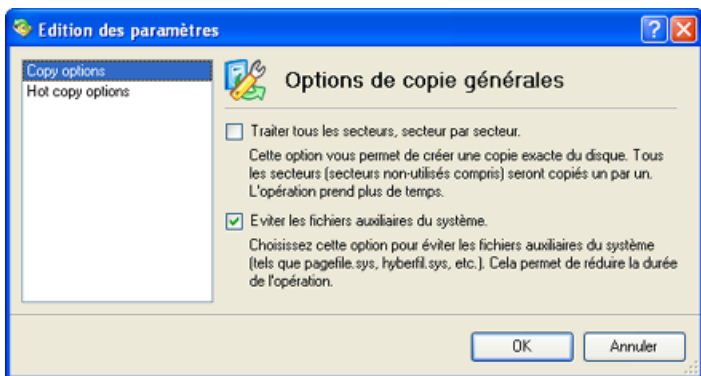 Edition des paramètres
Copy options
Hot copy options
Options de copie générales
Traiter tous les secteurs, secteur par secteur.
Cette option vous permet de créer une copie exacte du disque. Tous
les secteurs (secteurs non-utilisés compris) seront copiés un par un.
L'opération prend plus de temps.
Eviter les fichiers auxiliaires du système.
Choisissez cette option pour éviter les fichiers auxiliaires du système
(tels que pagefile.sys, hyberfil.sys, etc.). Cela permet de réduire la durée
de l'opération.
OK
Annuler